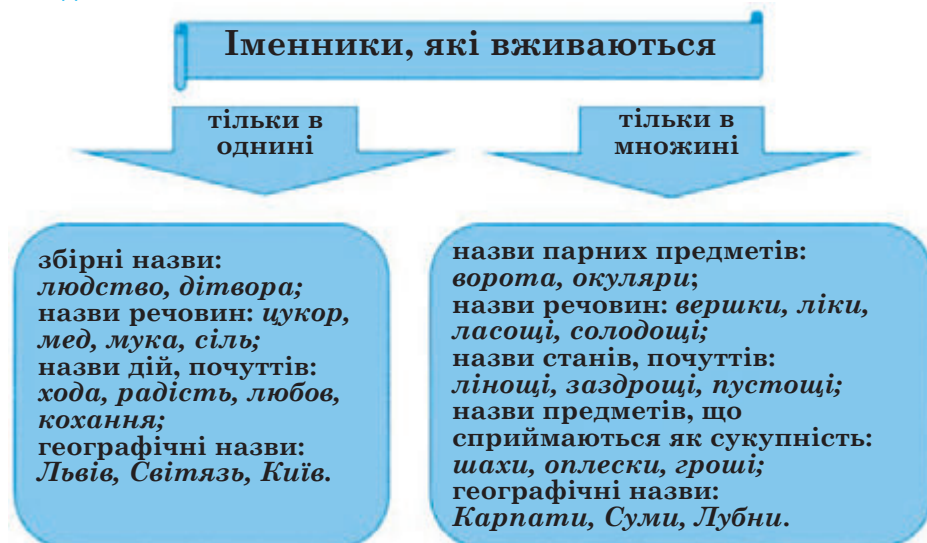 Іменники, які вживаються
тільки в
однині
тільки в
множині
збірні назви:
людство, дітвора;
назви речовин: цукор,
мед, мука, сіль;
назви дій, почуттів:
хода, радість, любов,
кохання;
географічні назви:
Львів, Світязь, Київ.
назви парних предметів:
ворота, окуляри;
назви речовин: вершки, ліки,
ласощі, солодощі;
назви станів, почуттів:
лінощі, заздрощі, пустощі;
назви предметів, що
сприймаються як сукупність:
шахи, оплески, гроші;
географічні назви:
Карпати, Суми, Лубни.